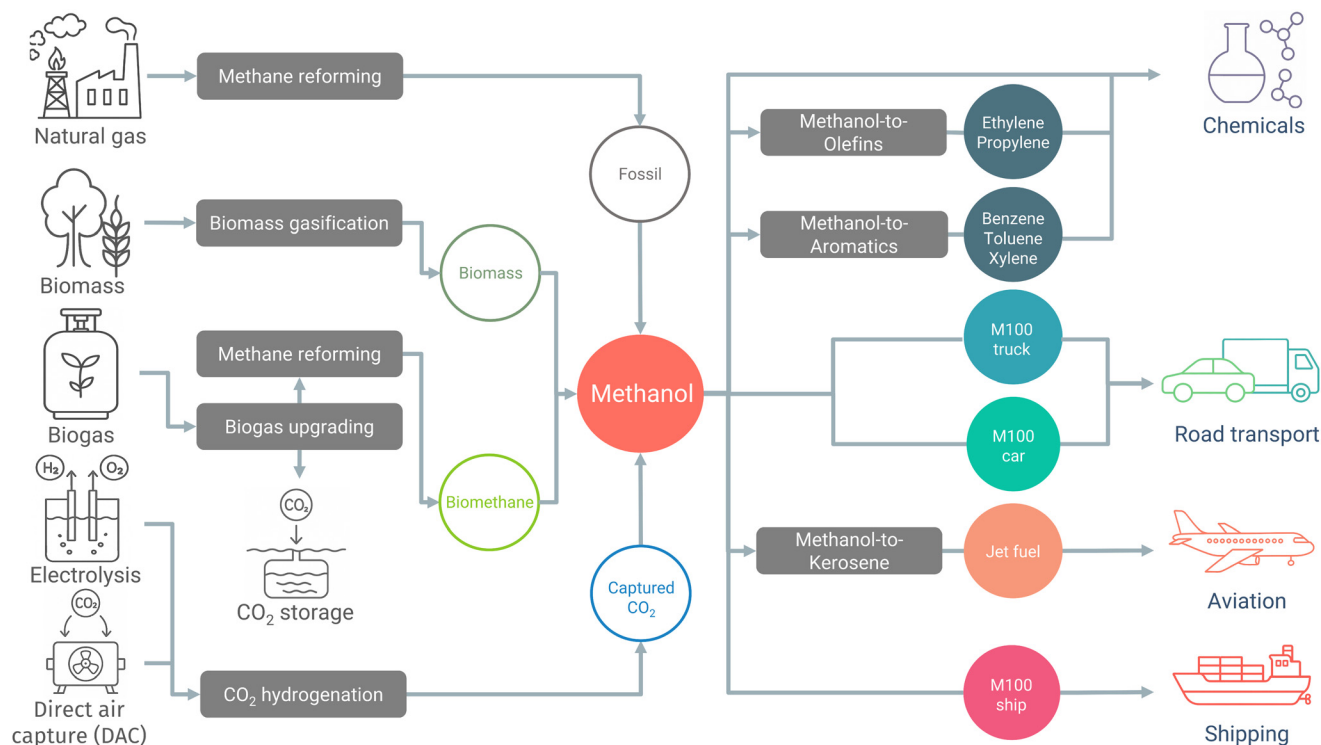 Natural gas
Methane reforming
Fossil
Biomass
Biomass gasification
Biomass
Biogas
Methane reforming
Biogas upgrading
Biomethane
CO₂
CO₂ storage
H₂
O₂
Electrolysis
CO₂
Direct air
capture (DAC)
CO₂ hydrogenation
Captured
CO₂
Methanol
Methanol-to-
Olefins
Ethylene
Propylene
Chemicals
Methanol-to-
Aromatics
Benzene
Toluene
Xylene
M100
truck
M100
car
Road transport
Methanol-to-
Kerosene
Jet fuel
Aviation
M100
ship
Shipping